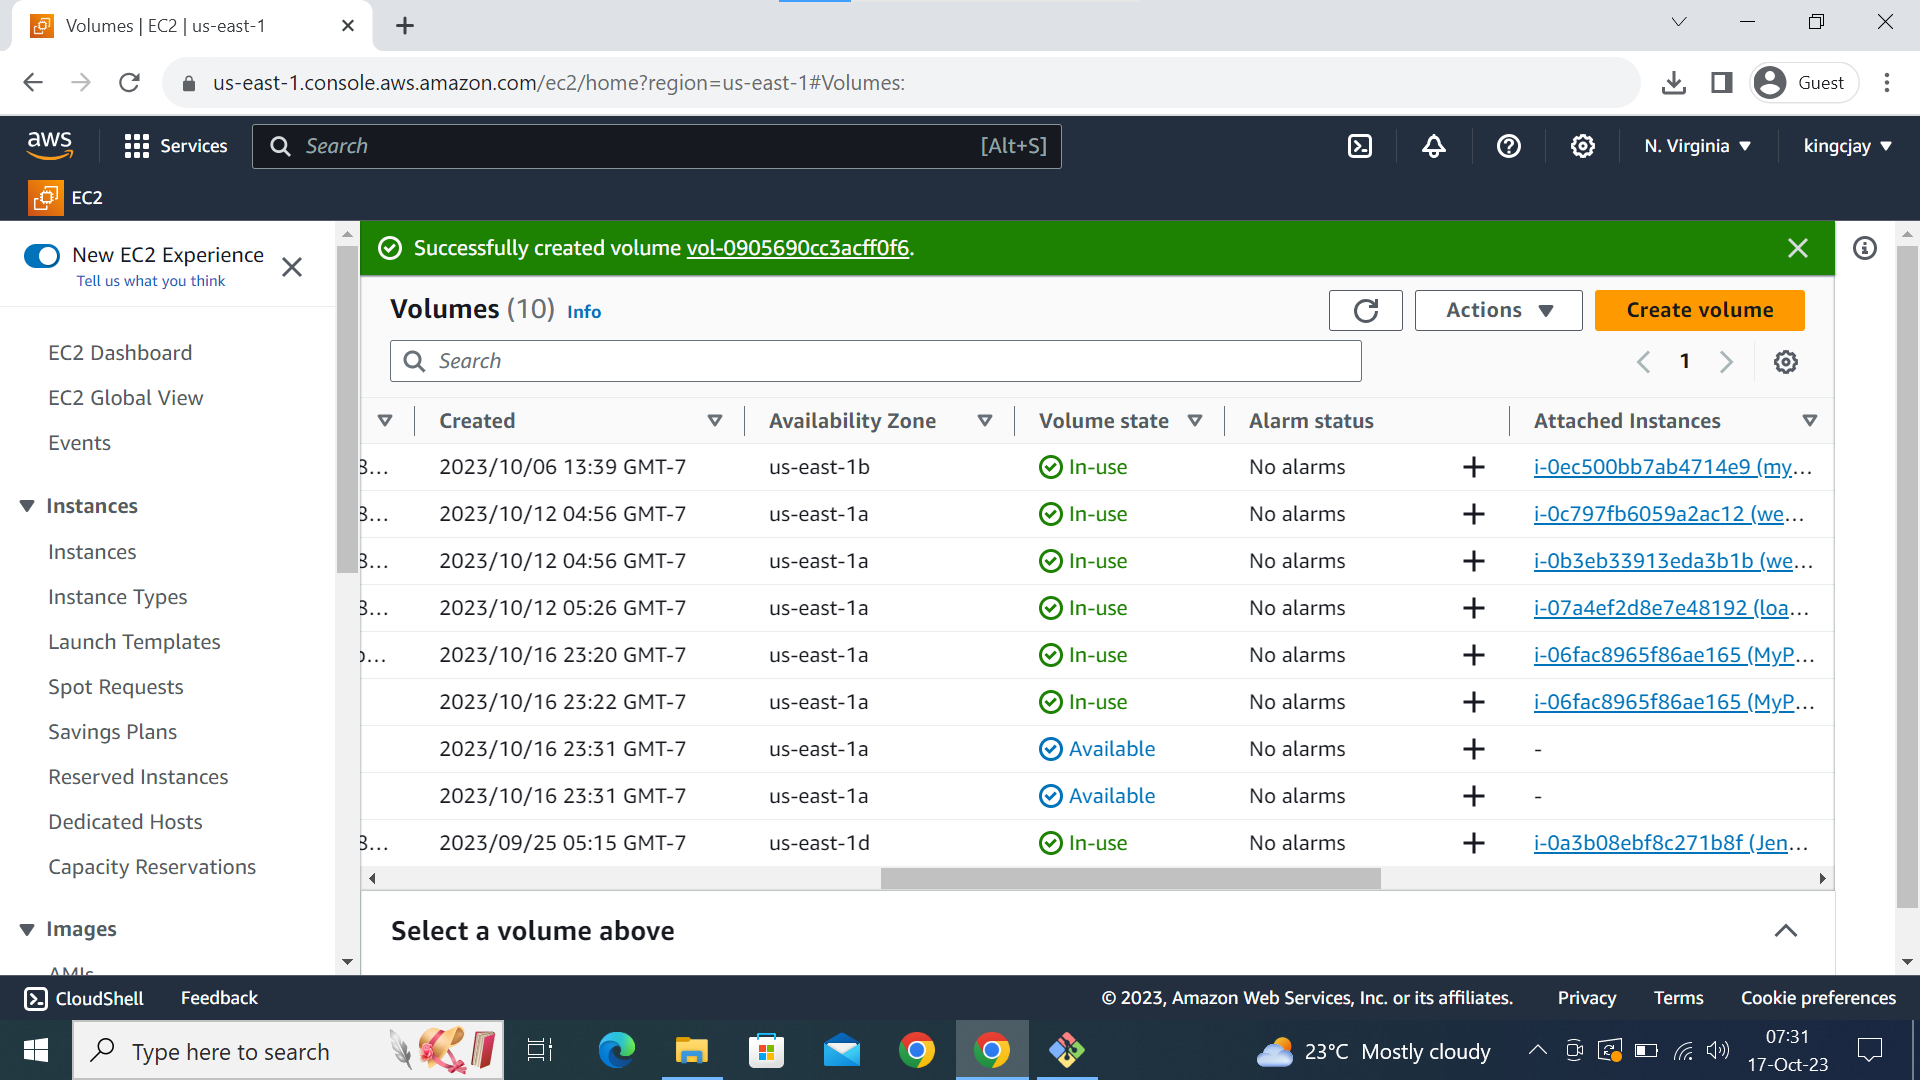 Volumes | EC2 | us-east-1
us-east-1.console.aws.amazon.com/ec2/home?region=us-east-1#Volumes:
Guest
aws
Services
Search
[Alt+S]
N. Virginia
kingcjay
EC2
New EC2 Experience
Tell us what you think
EC2 Dashboard
EC2 Global View
Events
Instances
Instances
Instance Types
Launch Templates
Spot Requests
Savings Plans
Reserved Instances
Dedicated Hosts
Capacity Reservations
Images
AMIs
Successfully created volume vol-0905690cc3acff0f6.
Volumes (10) Info
Actions
Create volume
Search
1
Created Availability Zone Volume state Alarm status Attached Instances
8... 2023/10/06 13:39 GMT-7 us-east-1b In-use No alarms + i-0ec500bb7ab4714e9 (my...
8... 2023/10/12 04:56 GMT-7 us-east-1a In-use No alarms + i-0c797fb6059a2ac12 (we...
8... 2023/10/12 04:56 GMT-7 us-east-1a In-use No alarms + i-0b3eb33913eda3b1b (we...
8... 2023/10/12 05:26 GMT-7 us-east-1a In-use No alarms + i-07a4ef2d8e7e48192 (loa...
... 2023/10/16 23:20 GMT-7 us-east-1a In-use No alarms + i-06fac8965f86ae165 (MyP...
2023/10/16 23:22 GMT-7 us-east-1a In-use No alarms + i-06fac8965f86ae165 (MyP...
2023/10/16 23:31 GMT-7 us-east-1a Available No alarms + -
2023/10/16 23:31 GMT-7 us-east-1a Available No alarms + -
8... 2023/09/25 05:15 GMT-7 us-east-1d In-use No alarms + i-0a3b08ebf8c271b8f (Jen...
Select a volume above
CloudShell
Feedback
© 2023, Amazon Web Services, Inc. or its affiliates.
Privacy
Terms
Cookie preferences
Type here to search
23°C Mostly cloudy
07:31
17-Oct-23